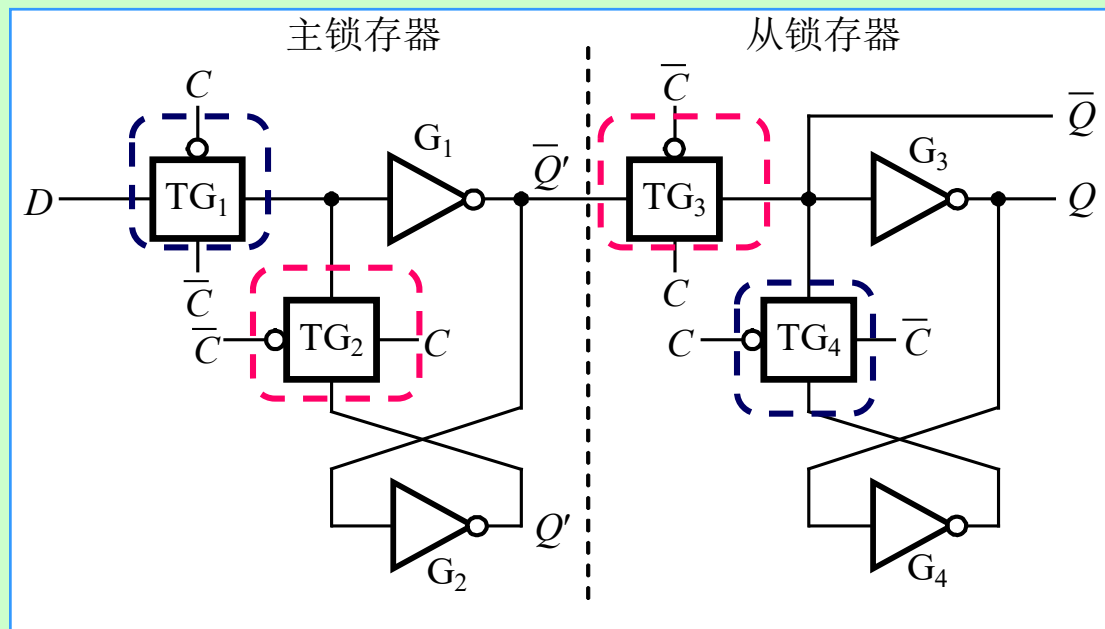 主锁存器 从锁存器
C C̅ Q̅
G₁ Q̅′ G₃
D TG₁ TG₃ Q
C̅ C
C̅ TG₂ C C TG₄ C̅
Q′
G₂ G₄